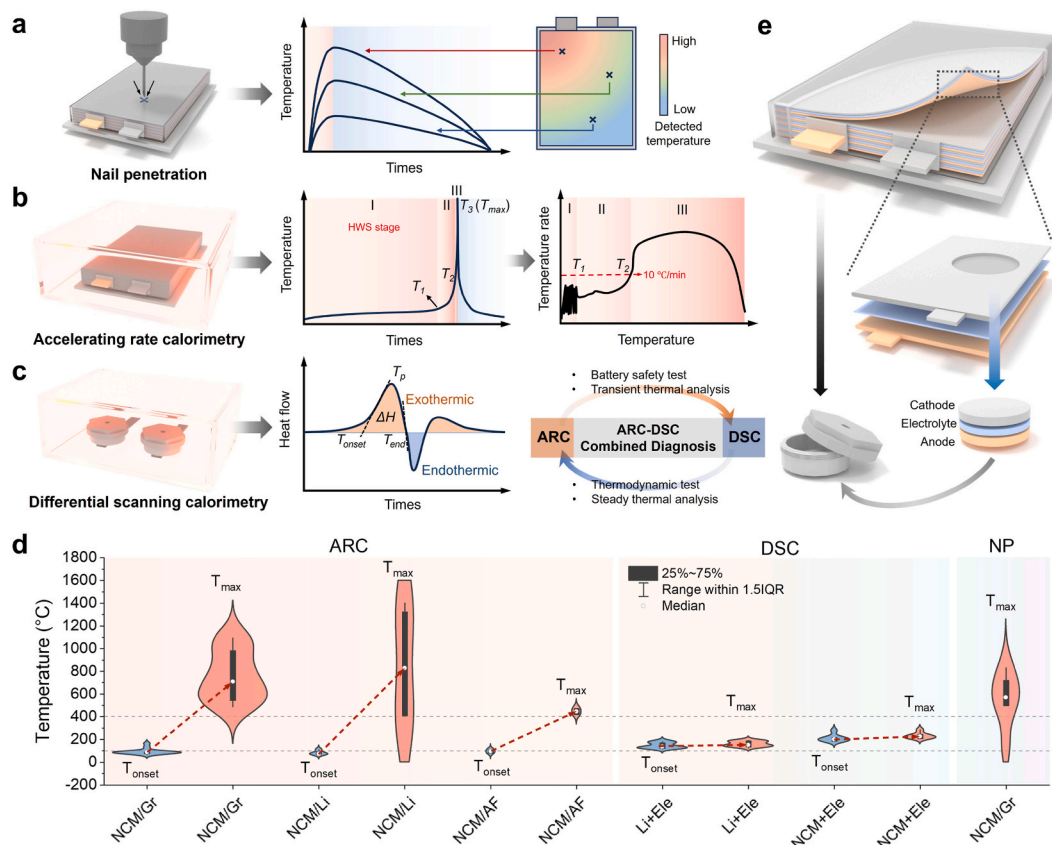 a
Nail penetration
Temperature
Times
High
Low
Detected
temperature
b
Accelerating rate calorimetry
Temperature
I
II
III
HWS stage
T1
T2
T3 (Tmax)
Times
Temperature rate
I
II
III
T1
T2
10 °C/min
Temperature
c
Differential scanning calorimetry
Heat flow
Tp
Exothermic
ΔH
Tonset
Tend
Endothermic
Times
• Battery safety test
• Transient thermal analysis
ARC
ARC-DSC
Combined Diagnosis
DSC
• Thermodynamic test
• Steady thermal analysis
e
Cathode
Electrolyte
Anode
d
ARC
DSC
NP
Temperature (°C)
1800
1600
1400
1200
1000
800
600
400
200
0
-200
Tmax
Tmax
Tmax
Tmax
Tmax
Tmax
Tonset
Tonset
Tonset
Tonset
Tonset
25%~75%
Range within 1.5IQR
Median
NCM/Gr
NCM/Gr
NCM/Li
NCM/Li
NCM/AF
NCM/AF
Li+Ele
Li+Ele
NCM+Ele
NCM+Ele
NCM/Gr